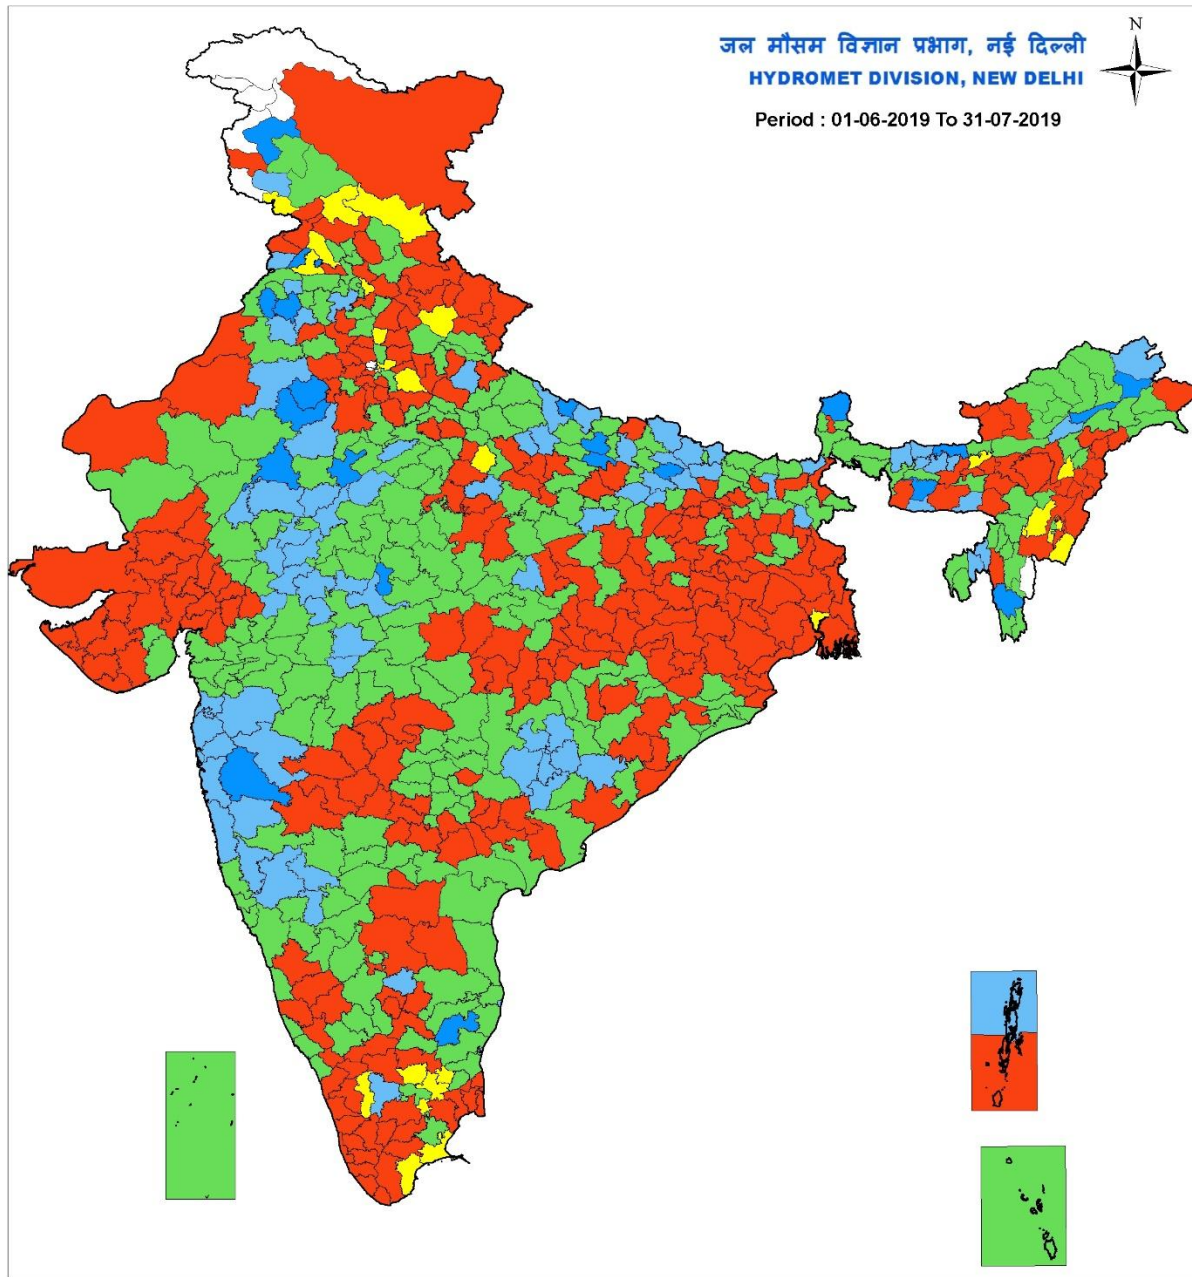 N
जल मौसम विज्ञान प्रभाग, नई दिल्ली
HYDROMET DIVISION, NEW DELHI
Period : 01-06-2019 To 31-07-2019